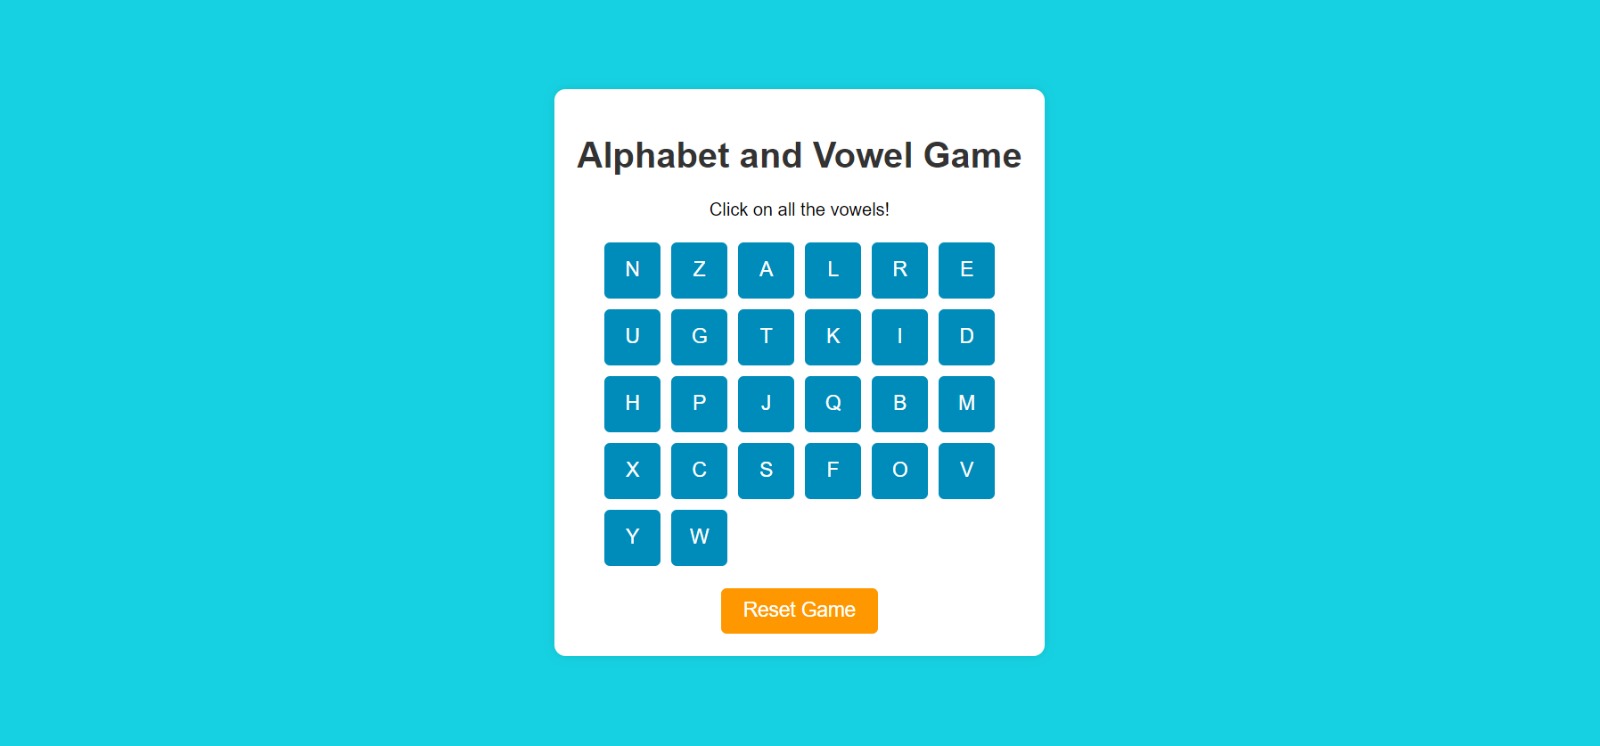 Alphabet and Vowel Game
Click on all the vowels!
N Z A L R E
U G T K I D
H P J Q B M
X C S F O V
Y W
Reset Game